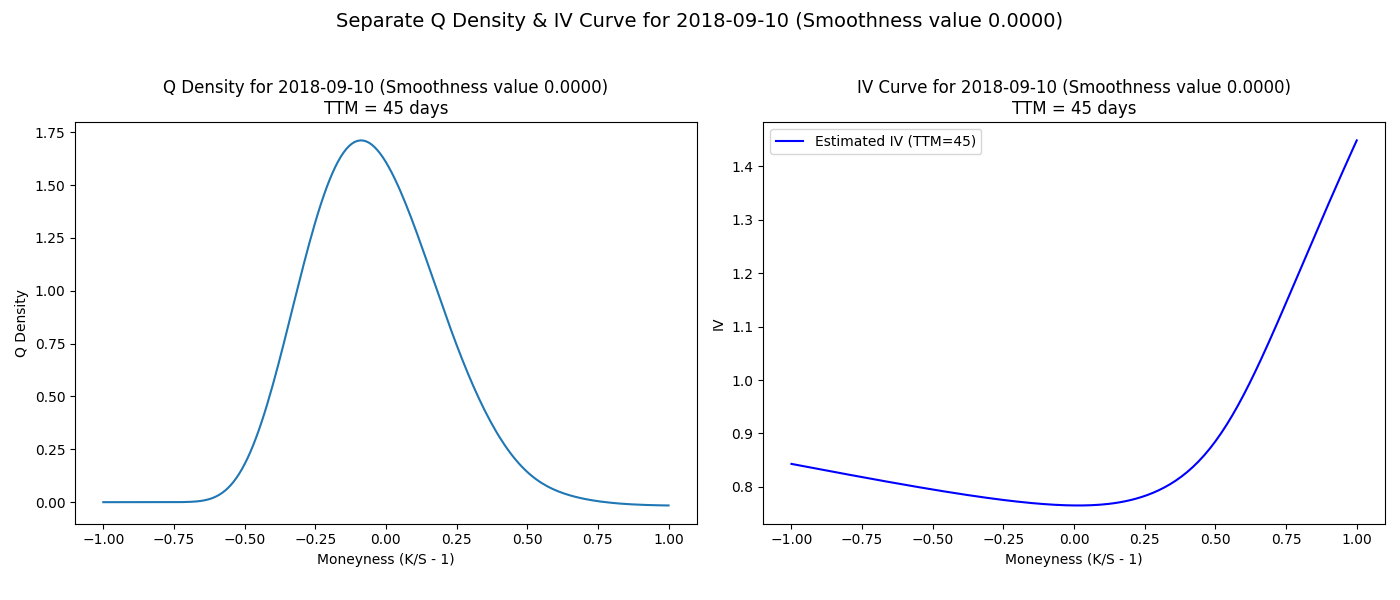 Separate Q Density & IV Curve for 2018-09-10 (Smoothness value 0.0000)
Q Density for 2018-09-10 (Smoothness value 0.0000)
TTM = 45 days
1.75
1.50
1.25
1.00
0.75
0.50
0.25
0.00
Q Density
−1.00 −0.75 −0.50 −0.25 0.00 0.25 0.50 0.75 1.00
Moneyness (K/S - 1)
IV Curve for 2018-09-10 (Smoothness value 0.0000)
TTM = 45 days
Estimated IV (TTM=45)
1.4
1.3
1.2
1.1
1.0
0.9
0.8
IV
−1.00 −0.75 −0.50 −0.25 0.00 0.25 0.50 0.75 1.00
Moneyness (K/S - 1)